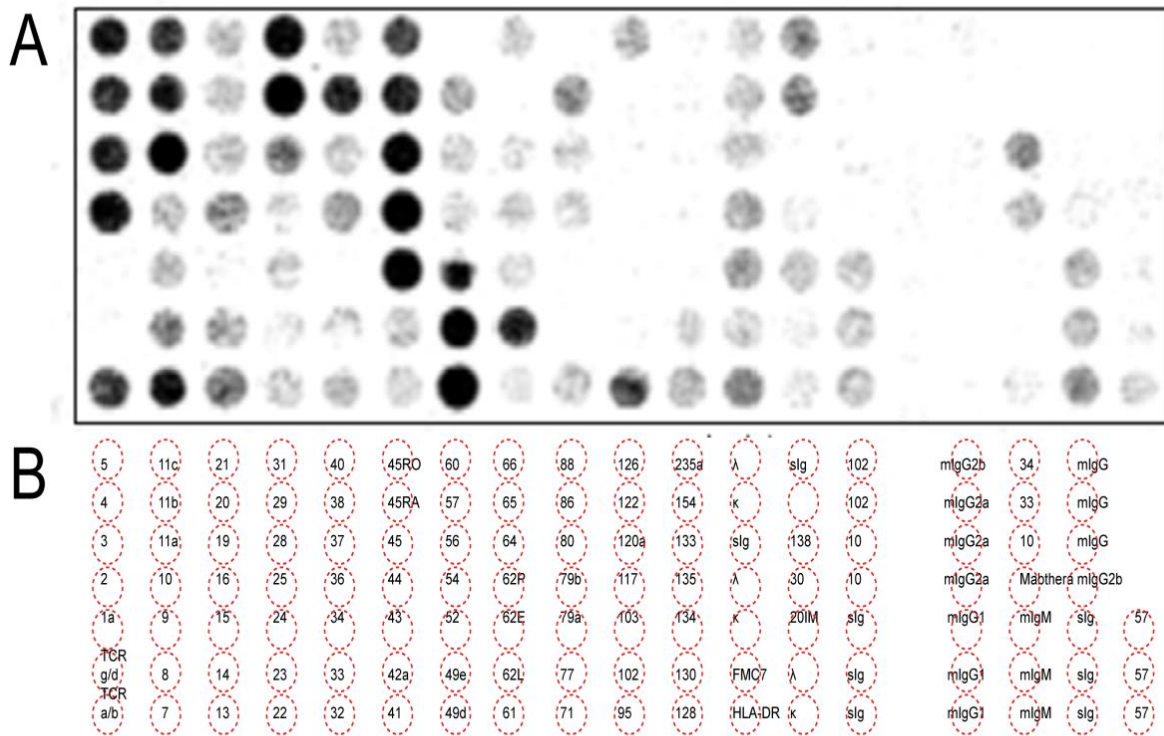 A
B
5 11c 21 31 40 45RO 60 66 88 126 235a λ sIg 102 mIgG2b 34 mIgG
4 11b 20 29 38 45RA 57 65 86 122 154 κ 102 mIgG2a 33 mIgG
3 11a 19 28 37 45 56 64 80 120a 133 sIg 138 10 mIgG2a 10 mIgG
2 10 16 25 36 44 54 62P 79b 117 135 λ 30 10 mIgG2a Mabthera mIgG2b
1a 9 15 24 34 43 52 62E 79a 103 134 κ 20IM sIg mIgG1 mIgM sIg 57
TCR
g/d 8 14 23 33 42a 49e 62L 77 102 130 FMC7 λ sIg mIgG1 mIgM sIg 57
TCR
a/b 7 13 22 32 41 49d 61 71 95 128 HLA-DR κ sIg mIgG1 mIgM sIg 57